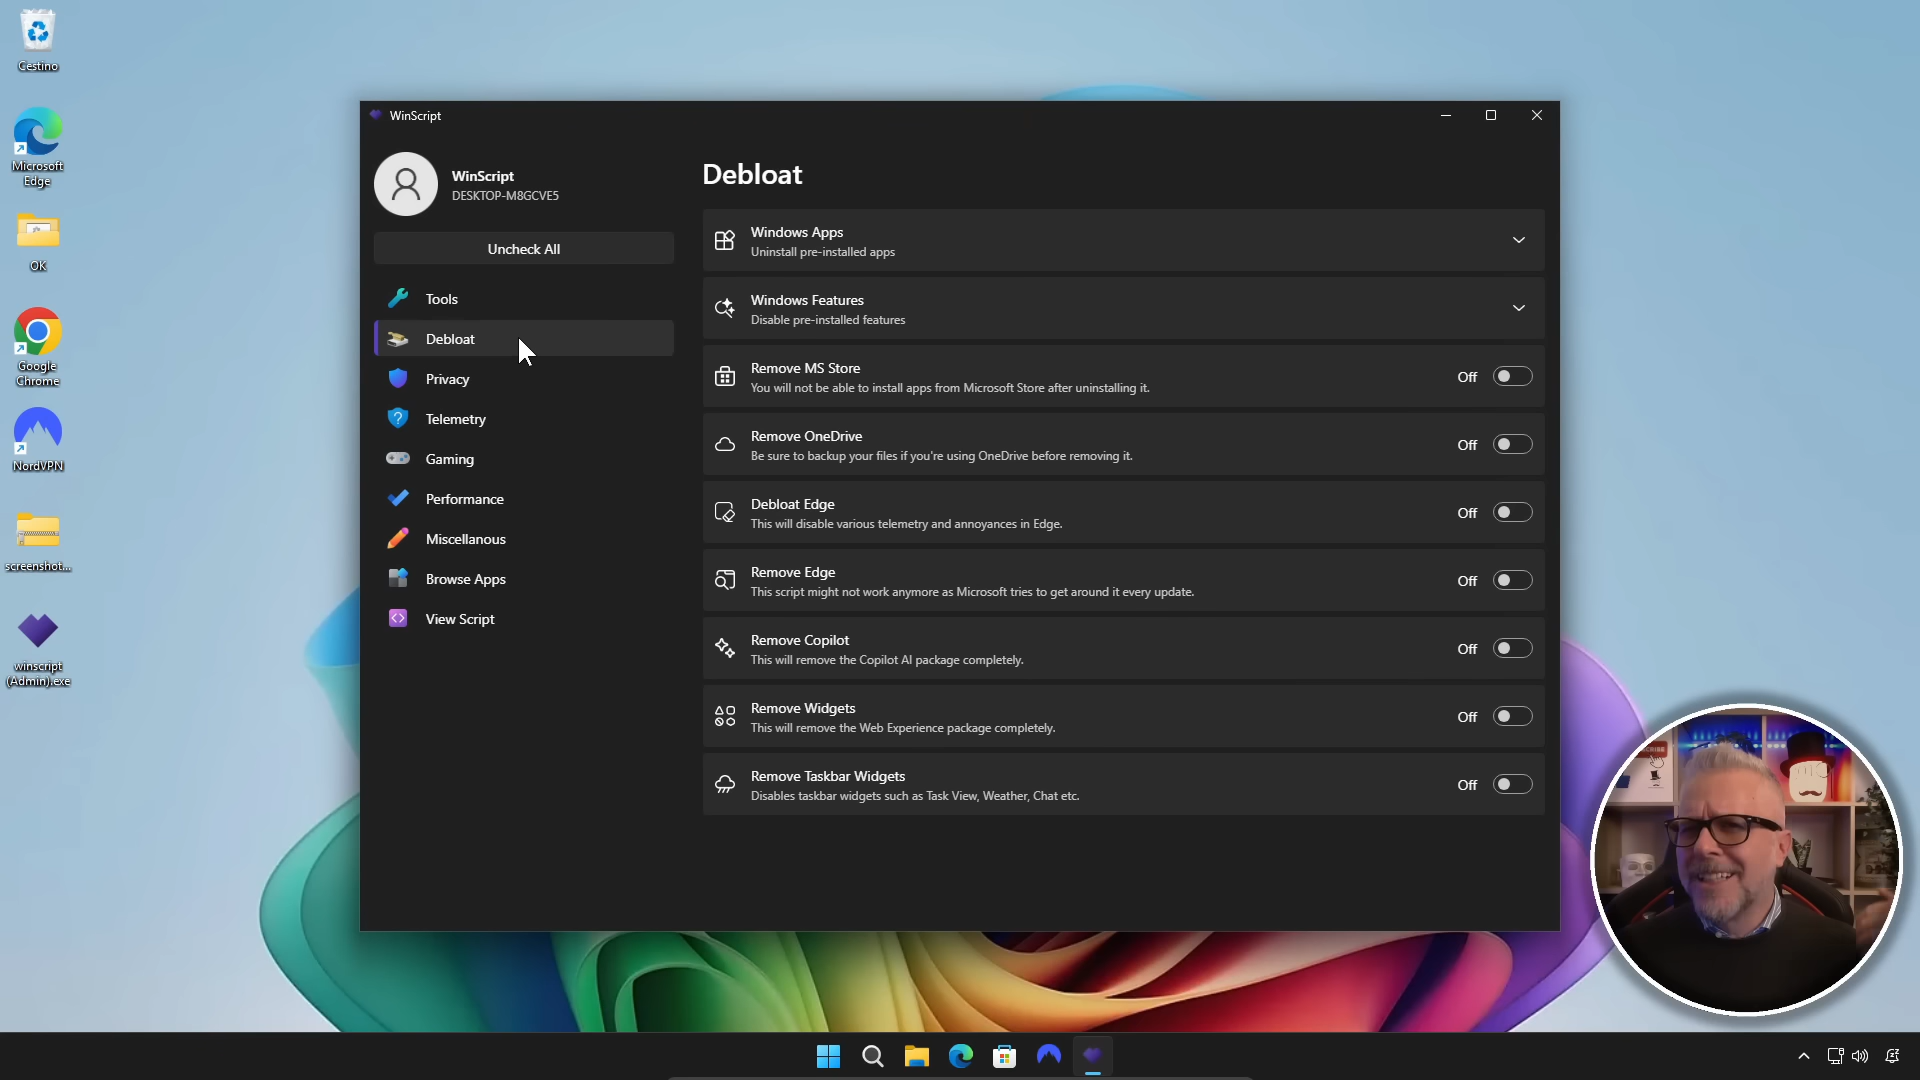 Cestino
Microsoft
Edge
OK
Google
Chrome
NordVPN
screenshot...
winscript
(Admin).exe
WinScript
WinScript
DESKTOP-M8GCVE5
Uncheck All
Tools
Debloat
Privacy
Telemetry
Gaming
Performance
Miscellanous
Browse Apps
View Script
Debloat
Windows Apps
Uninstall pre-installed apps
Windows Features
Disable pre-installed features
Remove MS Store
You will not be able to install apps from Microsoft Store after uninstalling it.
Off
Remove OneDrive
Be sure to backup your files if you're using OneDrive before removing it.
Off
Debloat Edge
This will disable various telemetry and annoyances in Edge.
Off
Remove Edge
This script might not work anymore as Microsoft tries to get around it every update.
Off
Remove Copilot
This will remove the Copilot AI package completely.
Off
Remove Widgets
This will remove the Web Experience package completely.
Off
Remove Taskbar Widgets
Disables taskbar widgets such as Task View, Weather, Chat etc.
Off